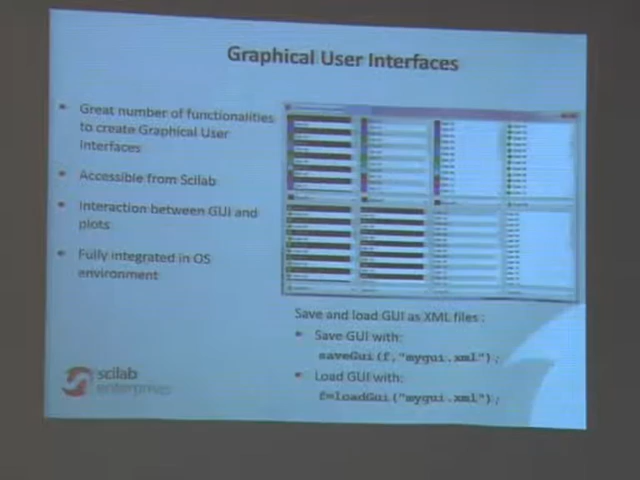 Graphical User Interfaces
Great number of functionalities
to create Graphical User
Interfaces
Accessible from Scilab
Interaction between GUI and
plots
Fully integrated in OS
environment
Save and load GUI as XML files :
Save GUI with:
saveGui(f,"mygui.xml");
Load GUI with:
f=loadGui("mygui.xml");
scilab
enterprises